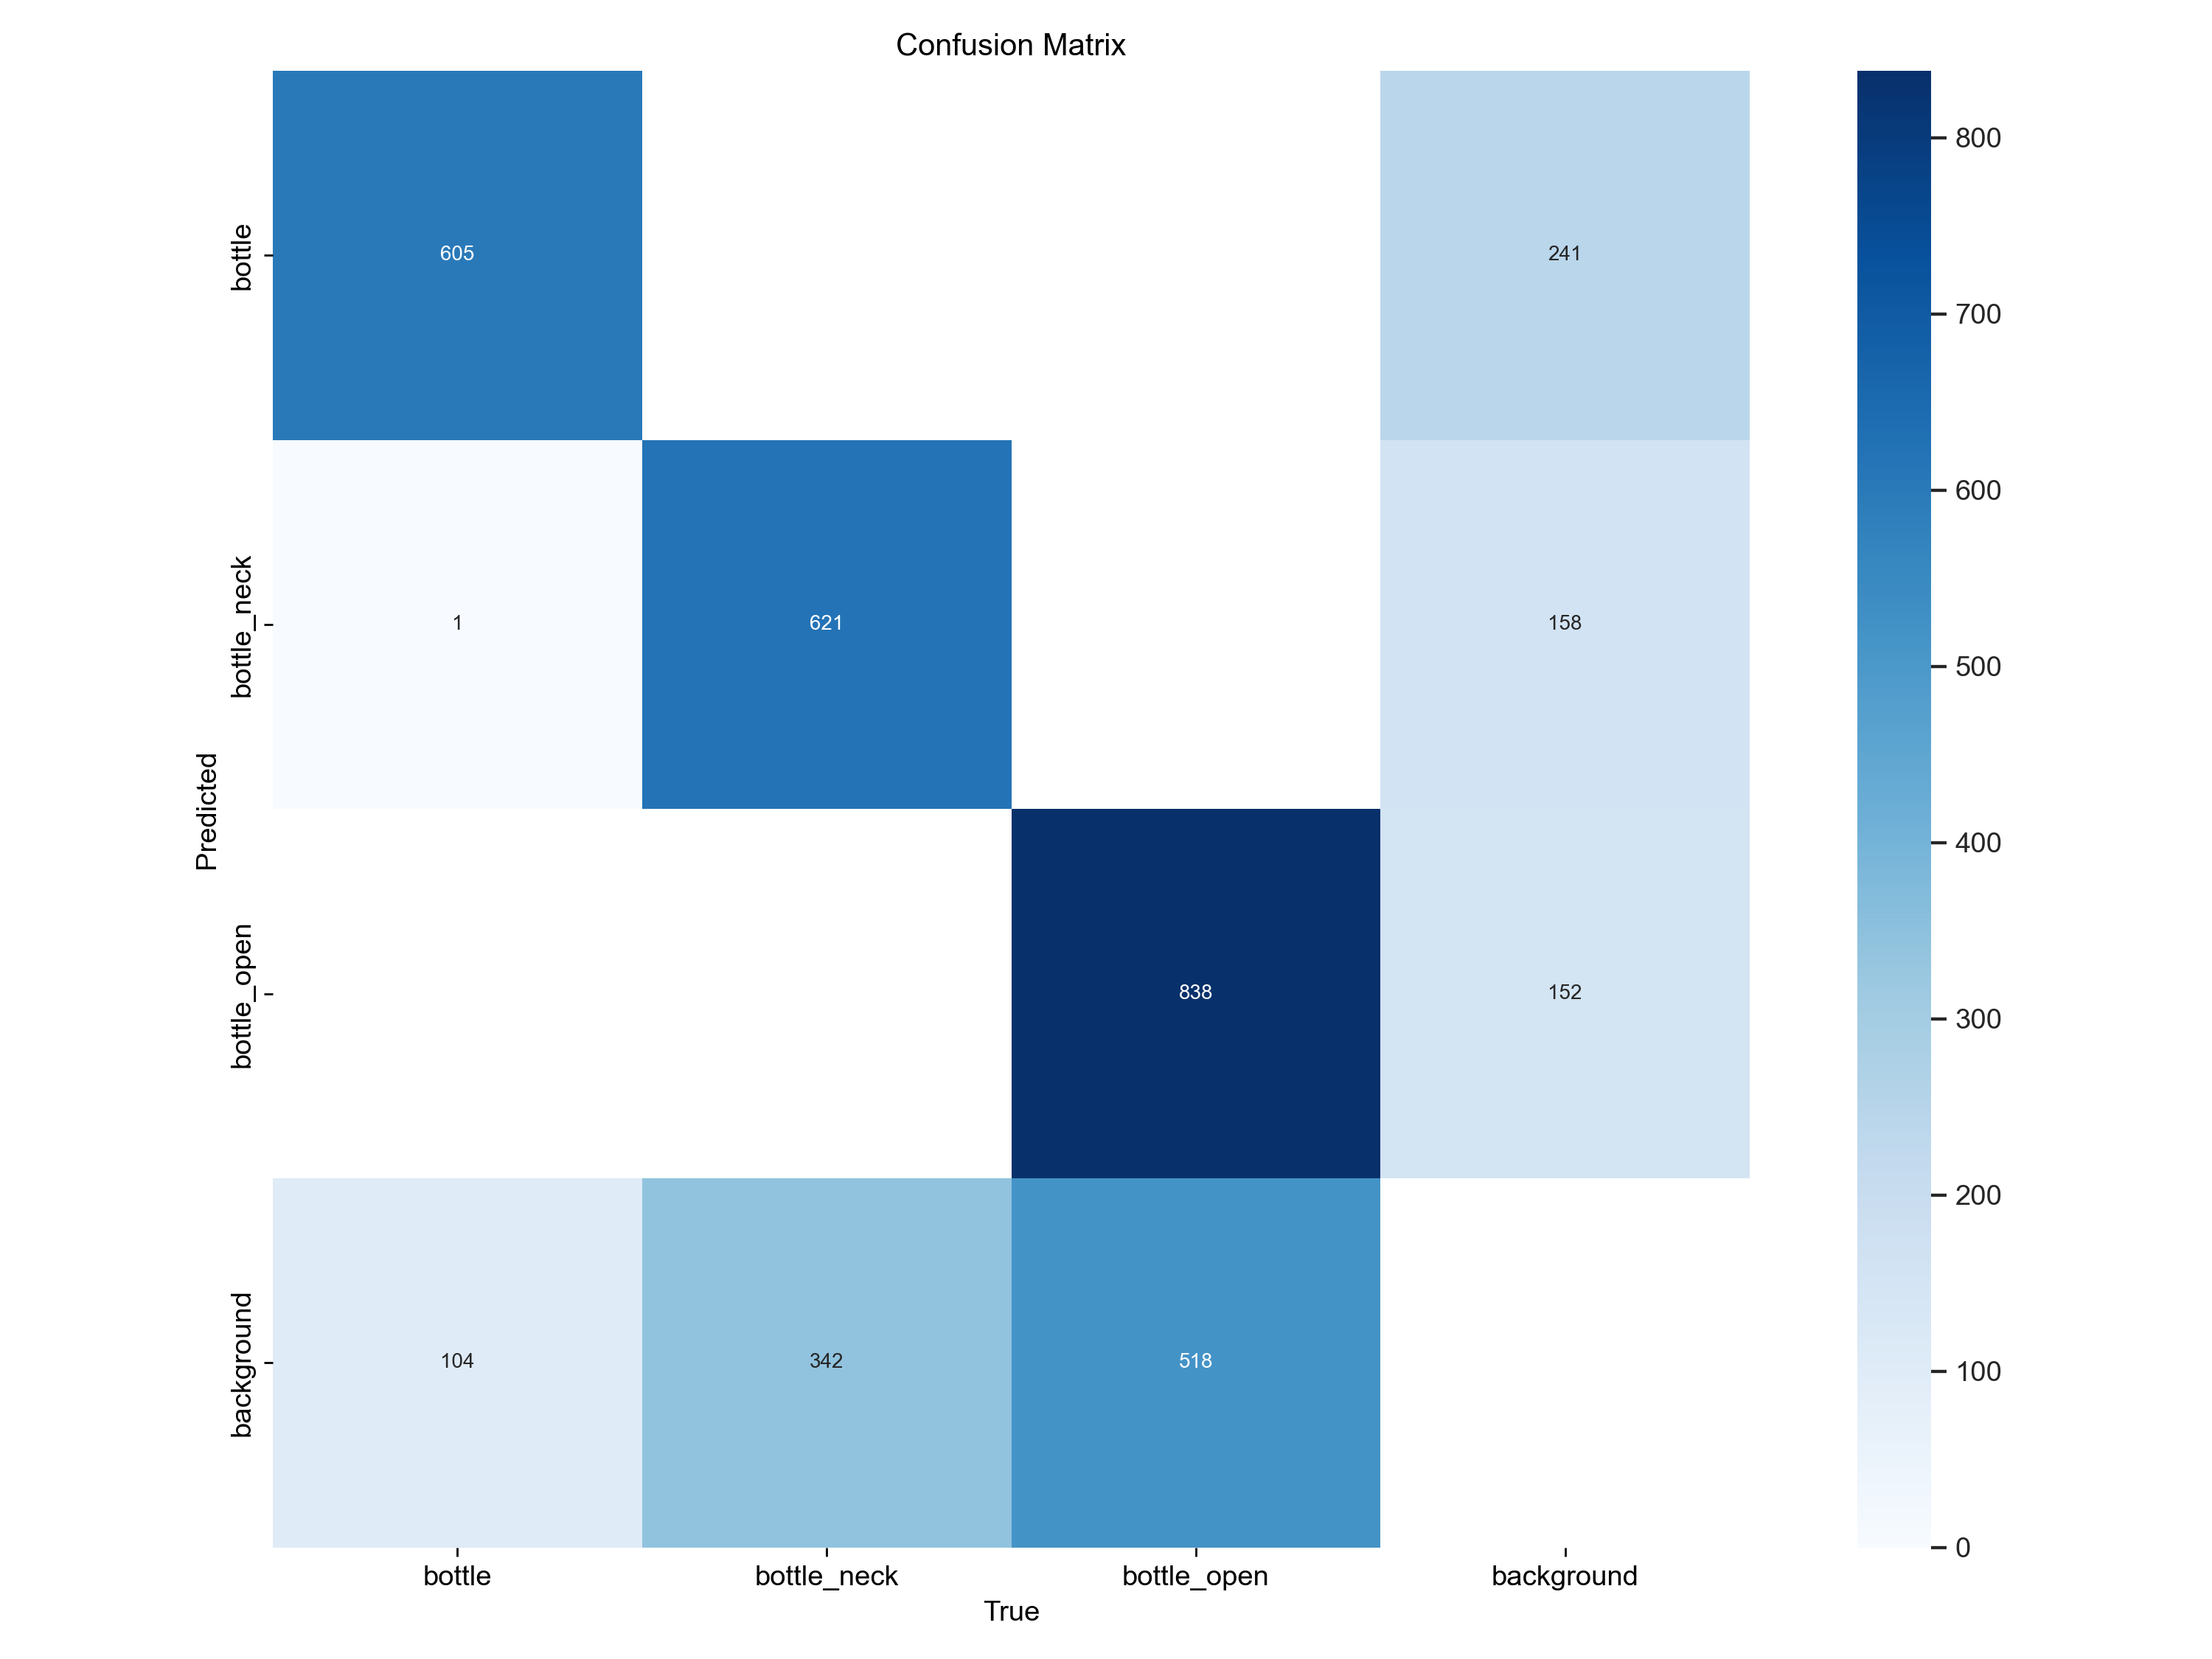 Confusion Matrix
Predicted
bottle
605
241
bottle_neck
1
621
158
bottle_open
838
152
background
104
342
518
bottle
bottle_neck
bottle_open
background
True
800
700
600
500
400
300
200
100
0